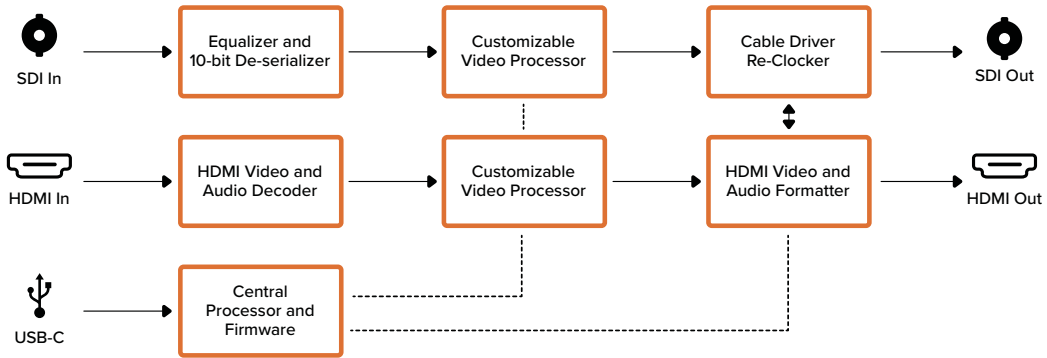 SDI In
Equalizer and
10-bit De-serializer
Customizable
Video Processor
Cable Driver
Re-Clocker
SDI Out
HDMI In
HDMI Video and
Audio Decoder
Customizable
Video Processor
HDMI Video and
Audio Formatter
HDMI Out
USB-C
Central
Processor and
Firmware